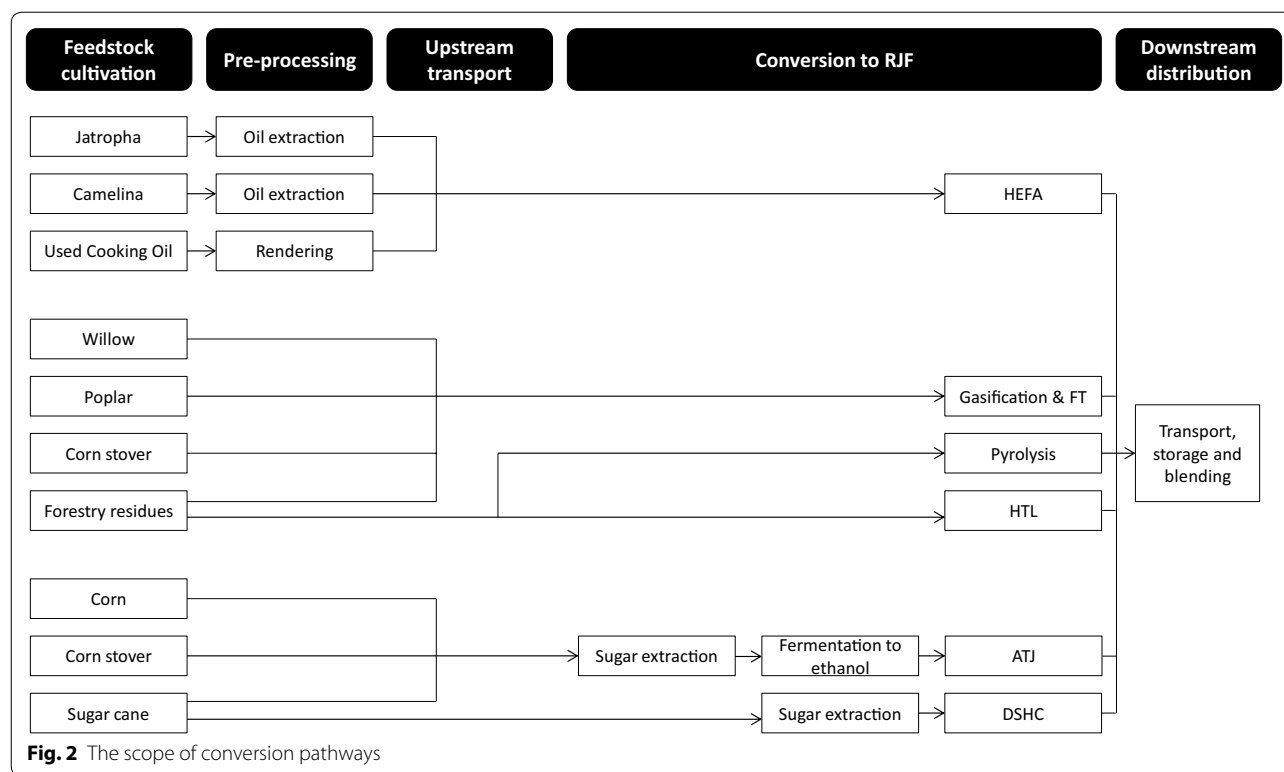 Feedstock
cultivation
Pre-processing
Upstream
transport
Conversion to RJF
Downstream
distribution
Jatropha
Oil extraction
Camelina
Oil extraction
HEFA
Used Cooking Oil
Rendering
Willow
Poplar
Gasification & FT
Corn stover
Pyrolysis
Transport,
storage and
blending
Forestry residues
HTL
Corn
Corn stover
Sugar extraction
Fermentation to
ethanol
ATJ
Sugar cane
Sugar extraction
DSHC
Fig. 2 The scope of conversion pathways